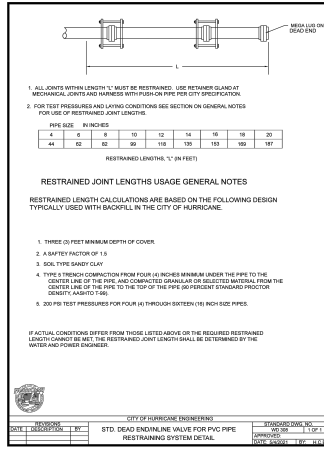 MEGA LUG ON
DEAD END
L
1. ALL JOINTS WITHIN LENGTH "L" MUST BE RESTRAINED. USE RETAINER GLAND AT
MECHANICAL JOINTS AND HARNESS WITH PUSH-ON PIPE PER CITY SPECIFICATION.
2. FOR TEST PRESSURES AND LAYING CONDITIONS SEE SECTION ON GENERAL NOTES
FOR USE OF RESTRAINED JOINT LENGTHS.
PIPE SIZE IN INCHES
4 6 8 10 12 14 16 18 20
44 62 82 99 118 135 153 169 187
RESTRAINED LENGTHS, "L" (IN FEET)
RESTRAINED JOINT LENGTHS USAGE GENERAL NOTES
RESTRAINED LENGTH CALCULATIONS ARE BASED ON THE FOLLOWING DESIGN
TYPICALLY USED WITH BACKFILL IN THE CITY OF HURRICANE.
1. THREE (3) FEET MINIMUM DEPTH OF COVER.
2. A SAFTEY FACTOR OF 1.5
3. SOIL TYPE SANDY CLAY
4. TYPE 5 TRENCH COMPACTION FROM FOUR (4) INCHES MINIMUM UNDER THE PIPE TO THE
CENTER LINE OF THE PIPE, AND COMPACTED GRANULAR OR SELECTED MATERIAL FROM THE
CENTER LINE OF THE PIPE TO THE TOP OF THE PIPE (90 PERCENT STANDARD PROCTOR
DENSITY, AASHTO T-99).
5. 200 PSI TEST PRESSURES FOR FOUR (4) THROUGH SIXTEEN (16) INCH SIZE PIPES.
IF ACTUAL CONDITIONS DIFFER FROM THOSE LISTED ABOVE OR THE REQUIRED RESTRAINED
LENGTH CANNOT BE MET, THE RESTRAINED JOINT LENGTH SHALL BE DETERMINED BY THE
WATER AND POWER ENGINEER.
CITY OF HURRICANE ENGINEERING
REVISIONS
DATE DESCRIPTION BY
STD. DEAD END/INLINE VALVE FOR PVC PIPE
RESTRAINING SYSTEM DETAIL
STANDARD DWG. NO.
WD 308 1 OF 1
APPROVED:
DATE: 5/4/2021 BY: H.C.